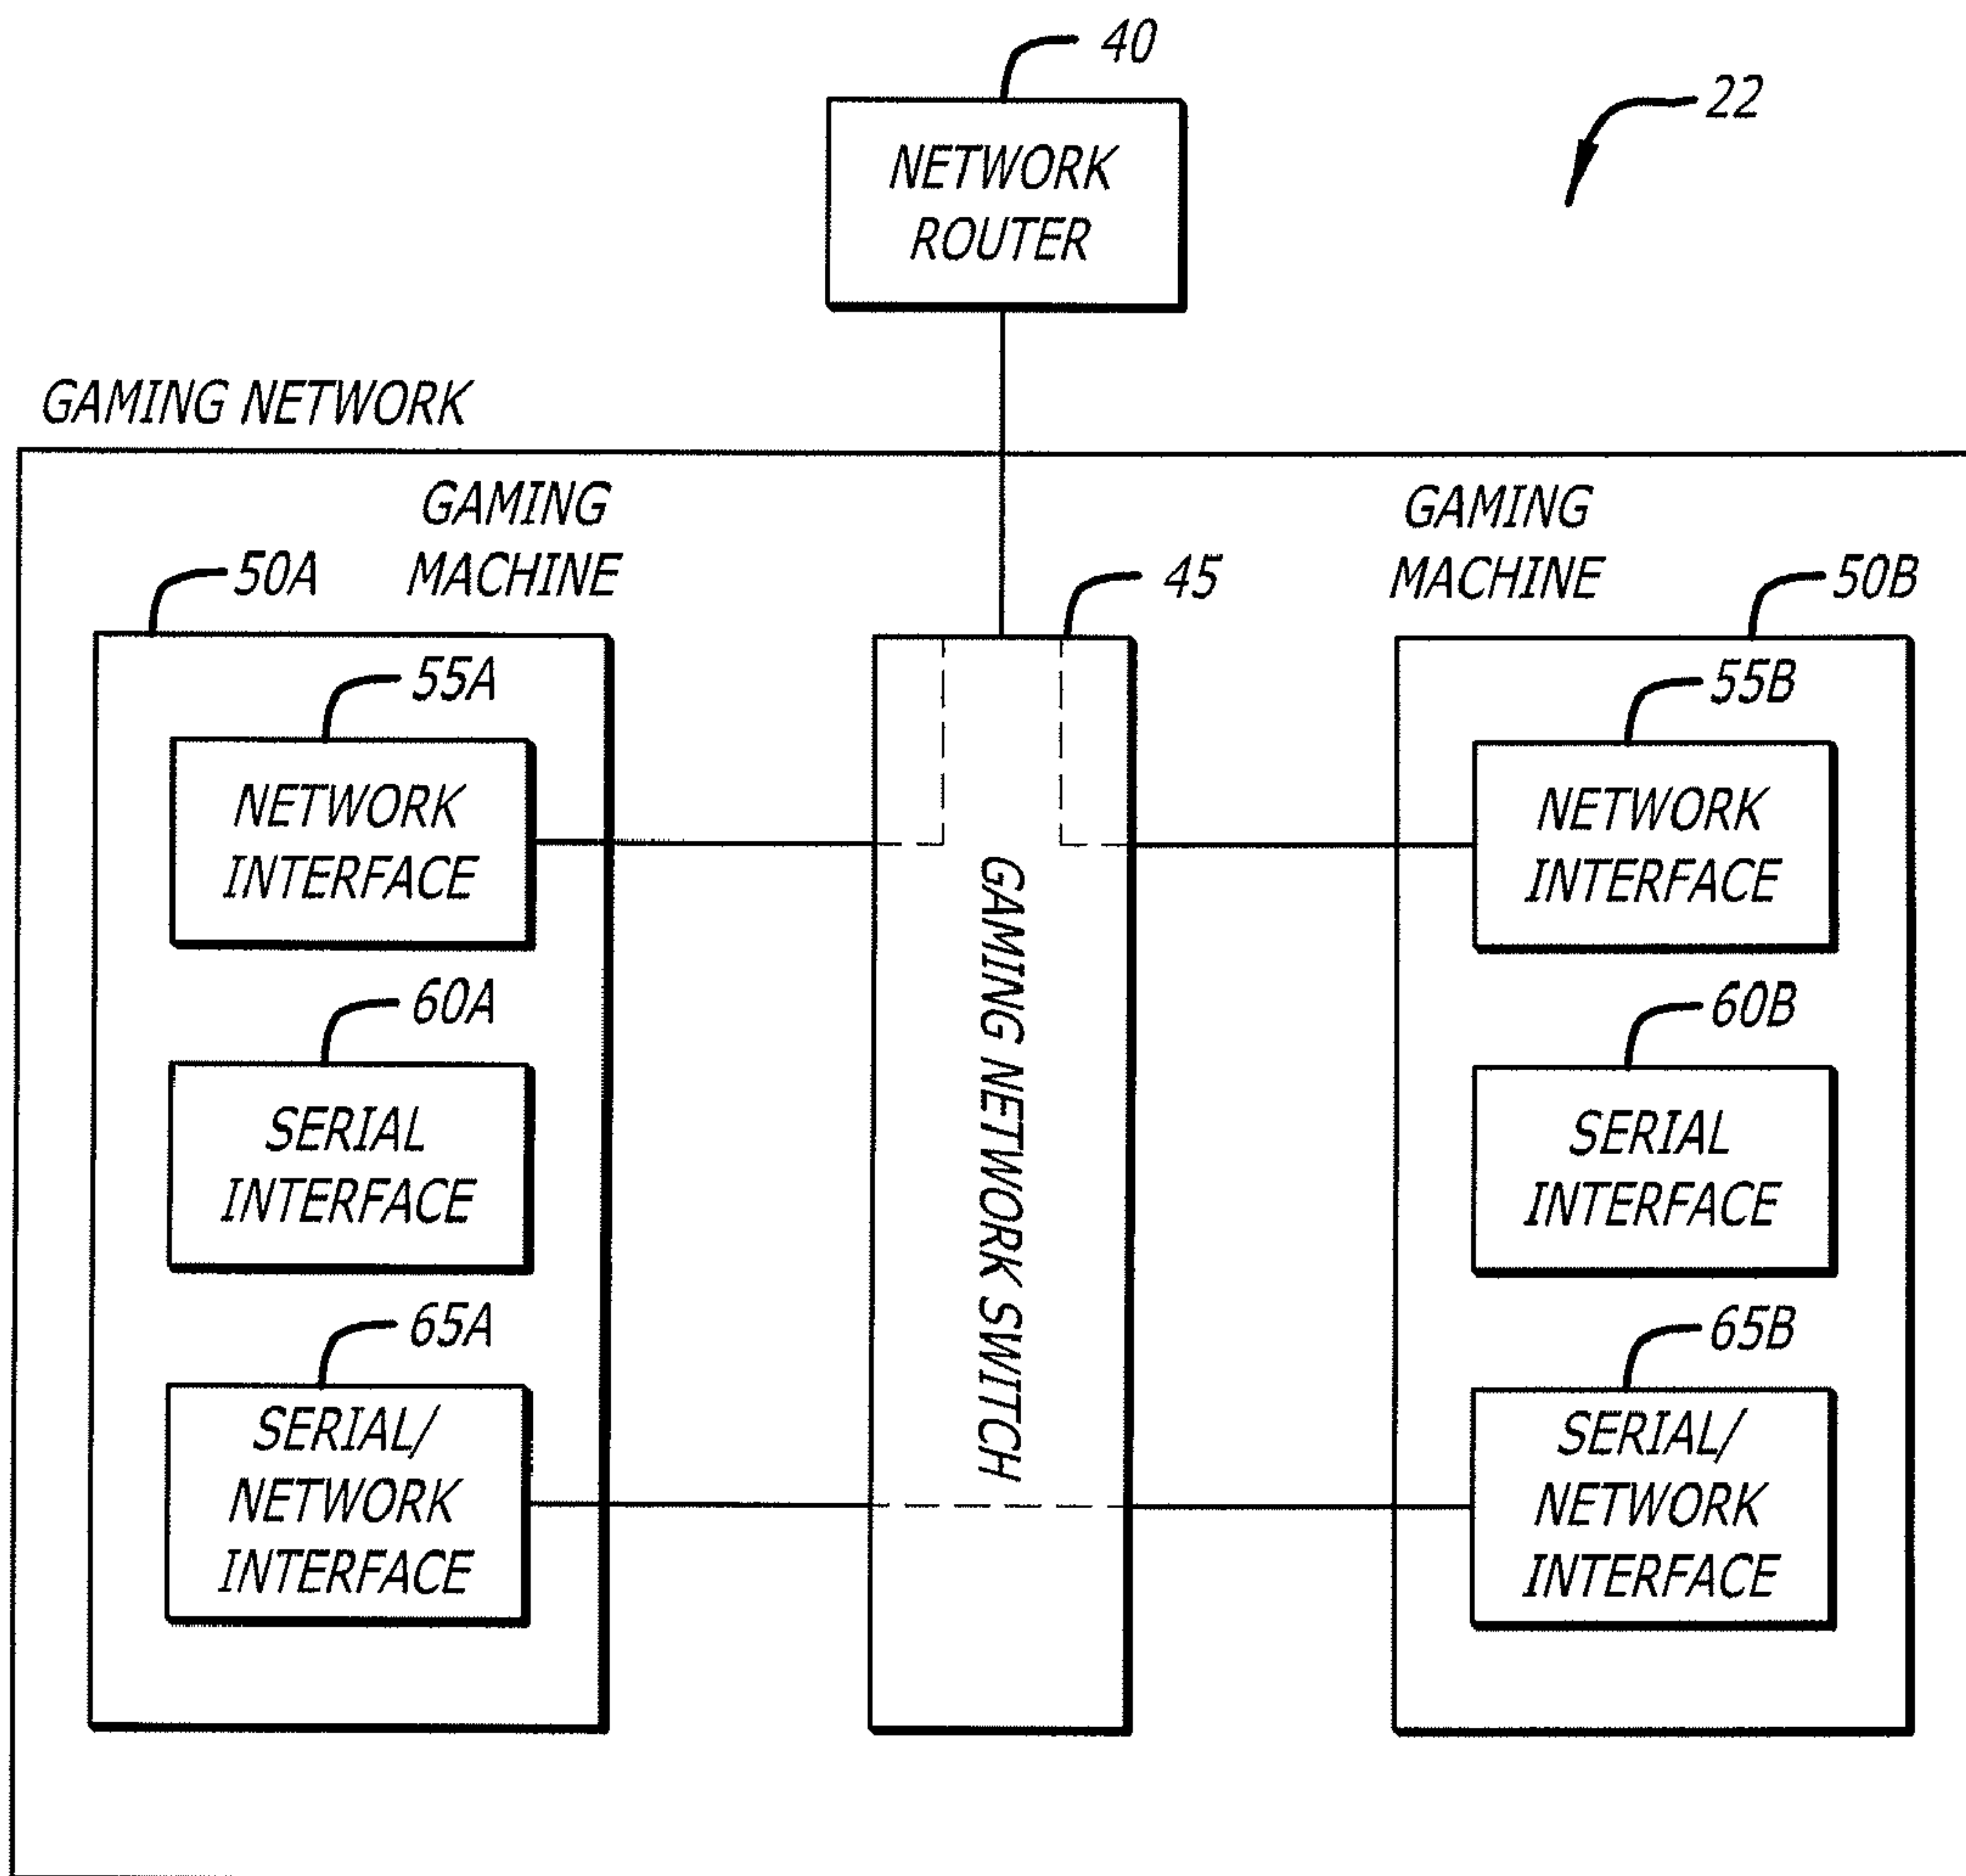 40
22
NETWORK
ROUTER
GAMING NETWORK
GAMING
MACHINE
50A
45
GAMING
MACHINE
50B
55A
NETWORK
INTERFACE
60A
SERIAL
INTERFACE
65A
SERIAL/
NETWORK
INTERFACE
GAMING NETWORK SWITCH
55B
NETWORK
INTERFACE
60B
SERIAL
INTERFACE
65B
SERIAL/
NETWORK
INTERFACE